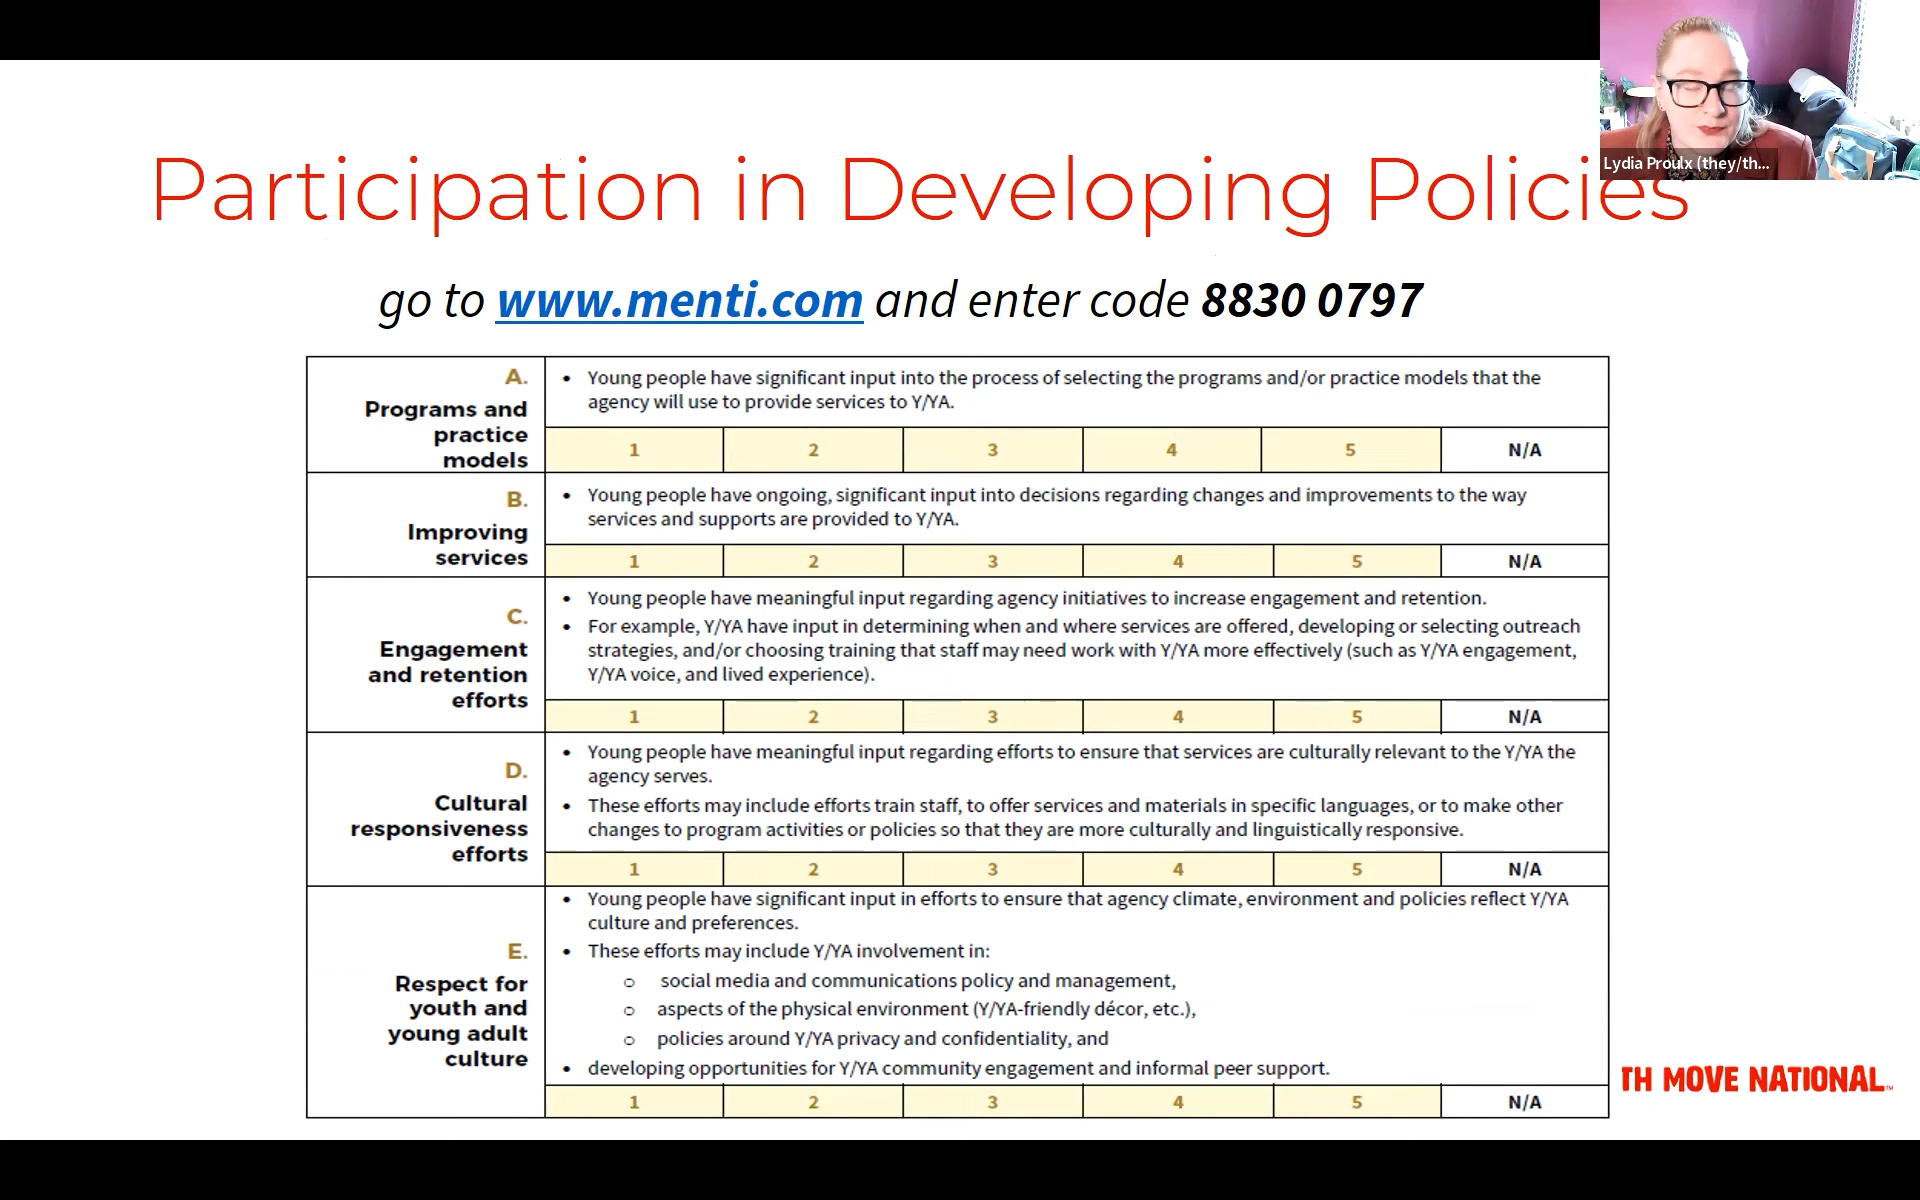 Lydia Proulx (they/th...
Participation in Developing Policies
go to www.menti.com and enter code 8830 0797
A.
Programs and
practice
models
• Young people have significant input into the process of selecting the programs and/or practice models that the
agency will use to provide services to Y/YA.
1 2 3 4 5 N/A
B.
Improving
services
• Young people have ongoing, significant input into decisions regarding changes and improvements to the way
services and supports are provided to Y/YA.
1 2 3 4 5 N/A
C.
Engagement
and retention
efforts
• Young people have meaningful input regarding agency initiatives to increase engagement and retention.
• For example, Y/YA have input in determining when and where services are offered, developing or selecting outreach
strategies, and/or choosing training that staff may need work with Y/YA more effectively (such as Y/YA engagement,
Y/YA voice, and lived experience).
1 2 3 4 5 N/A
D.
Cultural
responsiveness
efforts
• Young people have meaningful input regarding efforts to ensure that services are culturally relevant to the Y/YA the
agency serves.
• These efforts may include efforts train staff, to offer services and materials in specific languages, or to make other
changes to program activities or policies so that they are more culturally and linguistically responsive.
1 2 3 4 5 N/A
E.
Respect for
youth and
young adult
culture
• Young people have significant input in efforts to ensure that agency climate, environment and policies reflect Y/YA
culture and preferences.
• These efforts may include Y/YA involvement in:
o social media and communications policy and management,
o aspects of the physical environment (Y/YA-friendly décor, etc.),
o policies around Y/YA privacy and confidentiality, and
• developing opportunities for Y/YA community engagement and informal peer support.
1 2 3 4 5 N/A
TH MOVE NATIONAL™